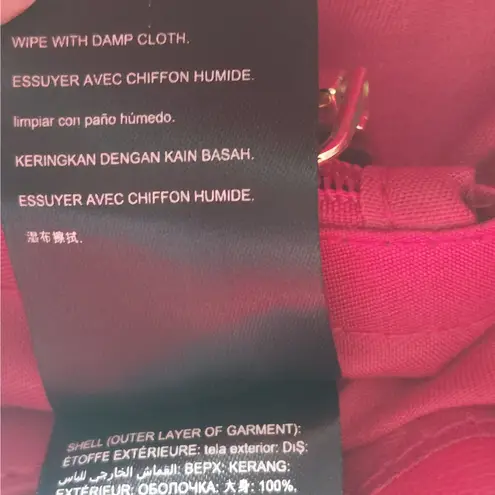 WIPE WITH DAMP CLOTH.
ESSUYER AVEC CHIFFON HUMIDE.
limpiar con paño húmedo.
KERINGKAN DENGAN KAIN BASAH.
ESSUYER AVEC CHIFFON HUMIDE.
湿布擦拭.
SHELL (OUTER LAYER OF GARMENT):
ÉTOFFE EXTÉRIEURE: tela exterior: DıŞ:
القماش الخارجي للباس: ВЕРХ: KERANG:
EXTÉRIEUR: ОБОЛОЧКА: 大身: 100%.